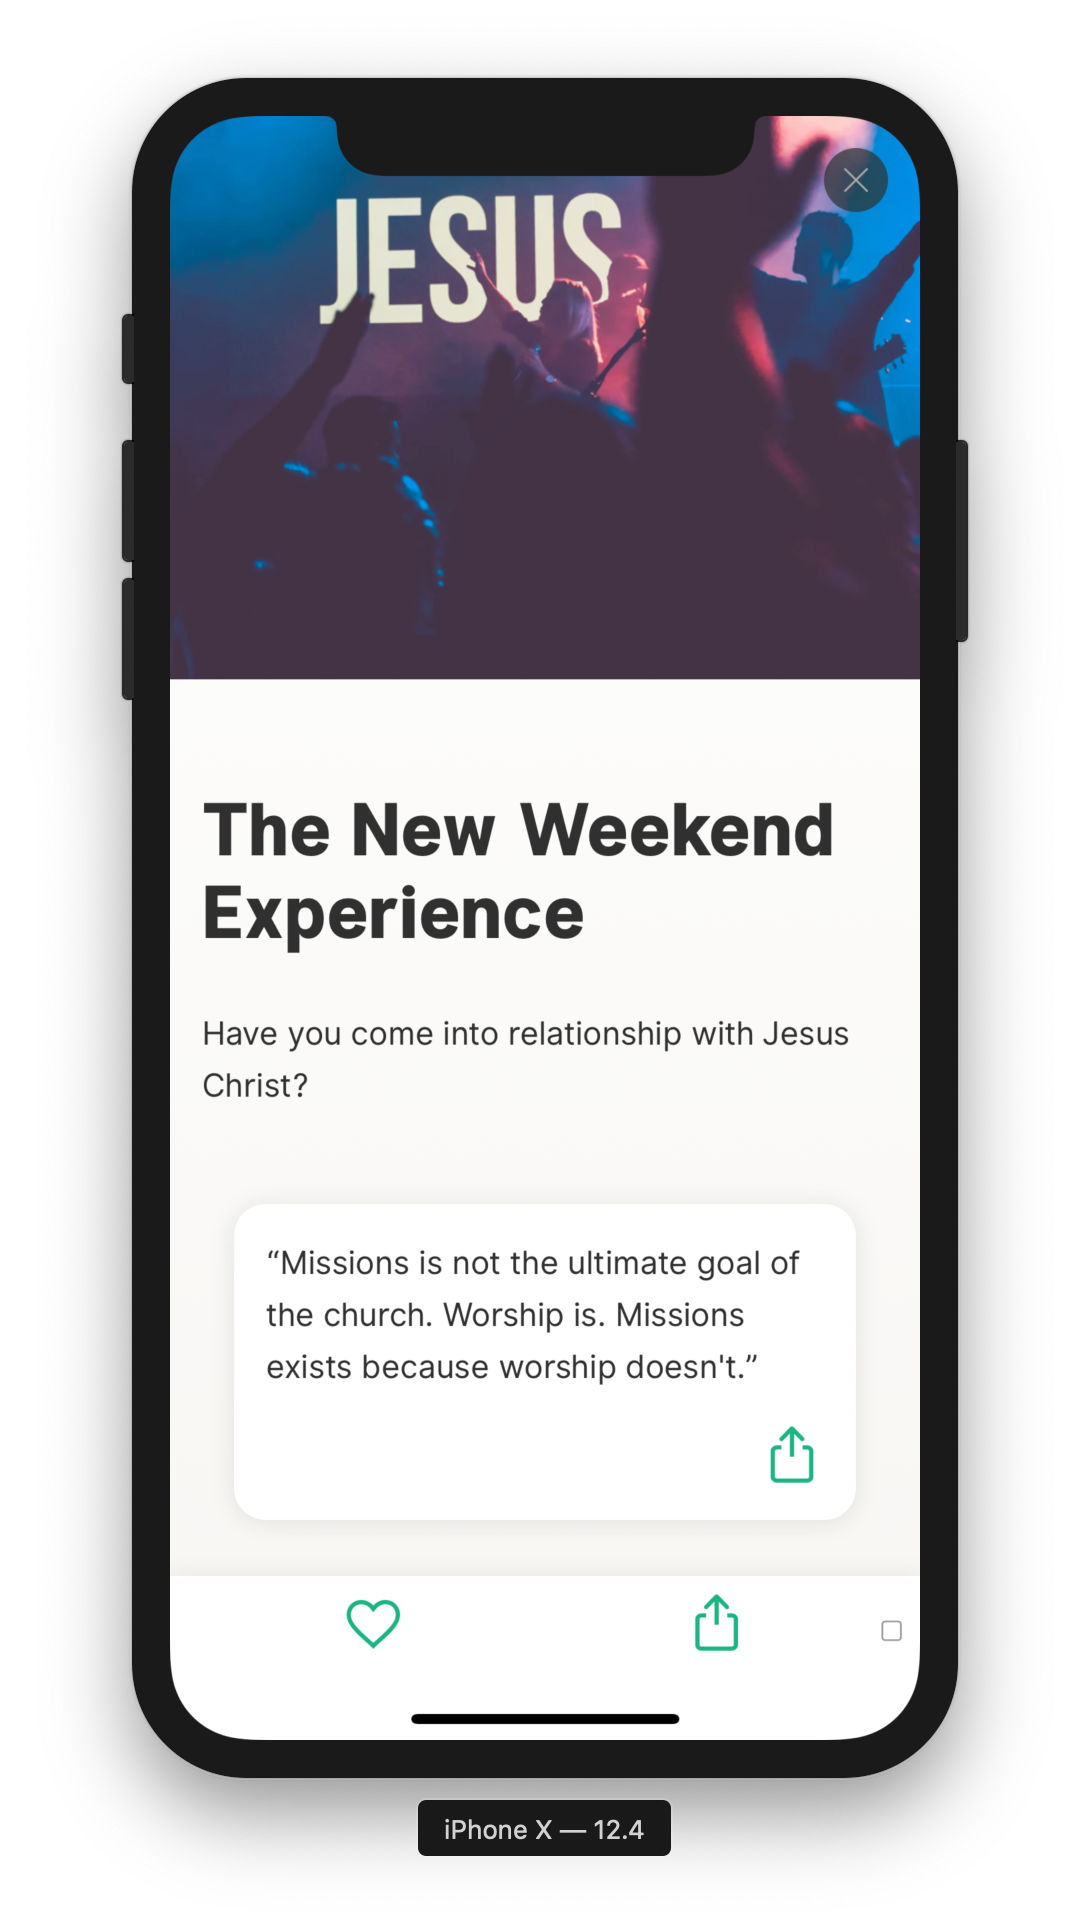 JESUS
The New Weekend
Experience
Have you come into relationship with Jesus
Christ?
“Missions is not the ultimate goal of
the church. Worship is. Missions
exists because worship doesn't.”
iPhone X — 12.4